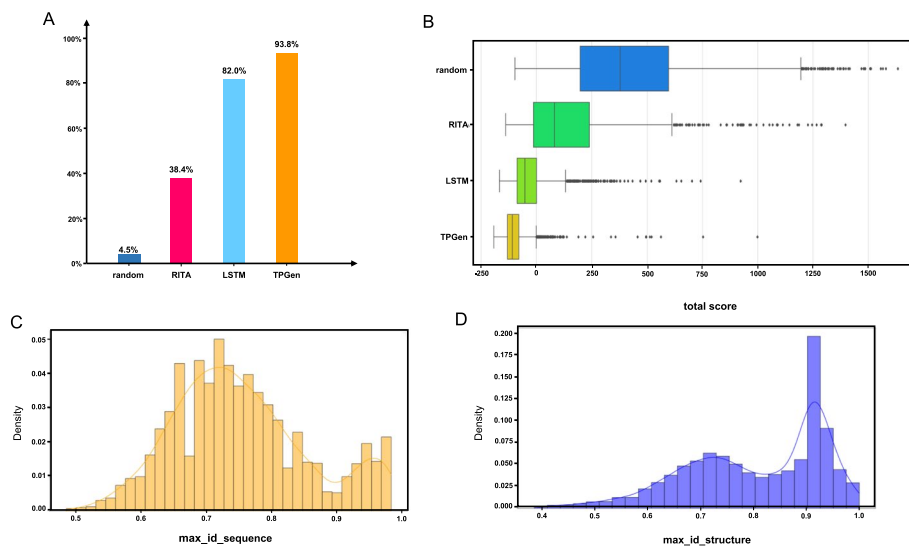 A
100%
80%
60%
40%
20%
0%
4.5%
38.4%
82.0%
93.8%
random
RITA
LSTM
TPGen
B
random
RITA
LSTM
TPGen
-250
0
250
500
750
1000
1250
1500
total score
C
Density
0.05
0.04
0.03
0.02
0.01
0.00
0.5
0.6
0.7
0.8
0.9
1.0
max_id_sequence
D
Density
0.200
0.175
0.150
0.125
0.100
0.075
0.050
0.025
0.000
0.4
0.5
0.6
0.7
0.8
0.9
1.0
max_id_structure